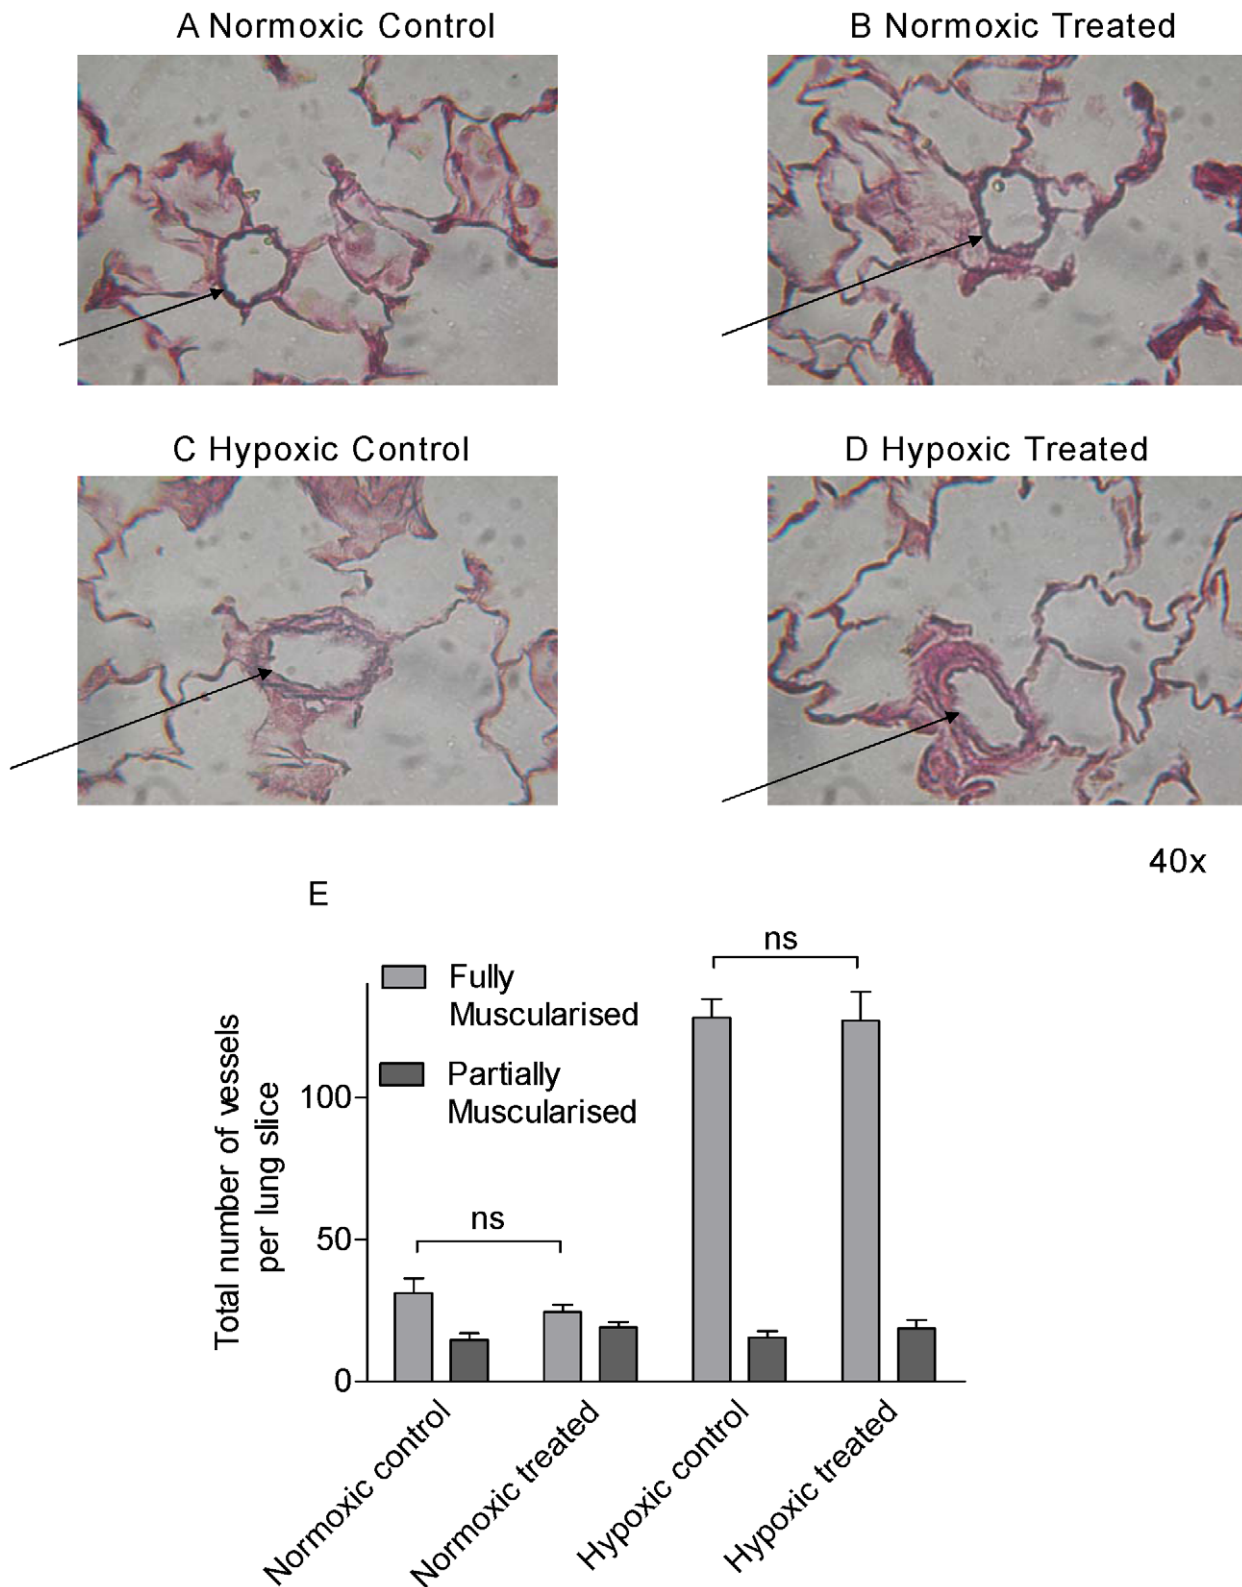 A Normoxic Control
B Normoxic Treated
C Hypoxic Control
D Hypoxic Treated
40x
E
ns
Fully
Muscularised
Partially
Muscularised
ns
Total number of vessels
per lung slice
100
50
0
Normoxic control
Normoxic treated
Hypoxic control
Hypoxic treated